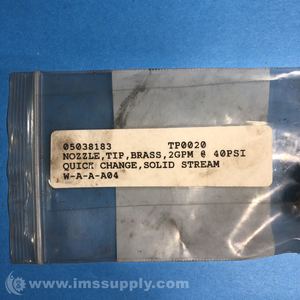 05038183 TP0020
NOZZLE,TIP,BRASS,2GPM @ 40PSI
QUICK CHANGE,SOLID STREAM
W-A-A-A04
© www.imssupply.com